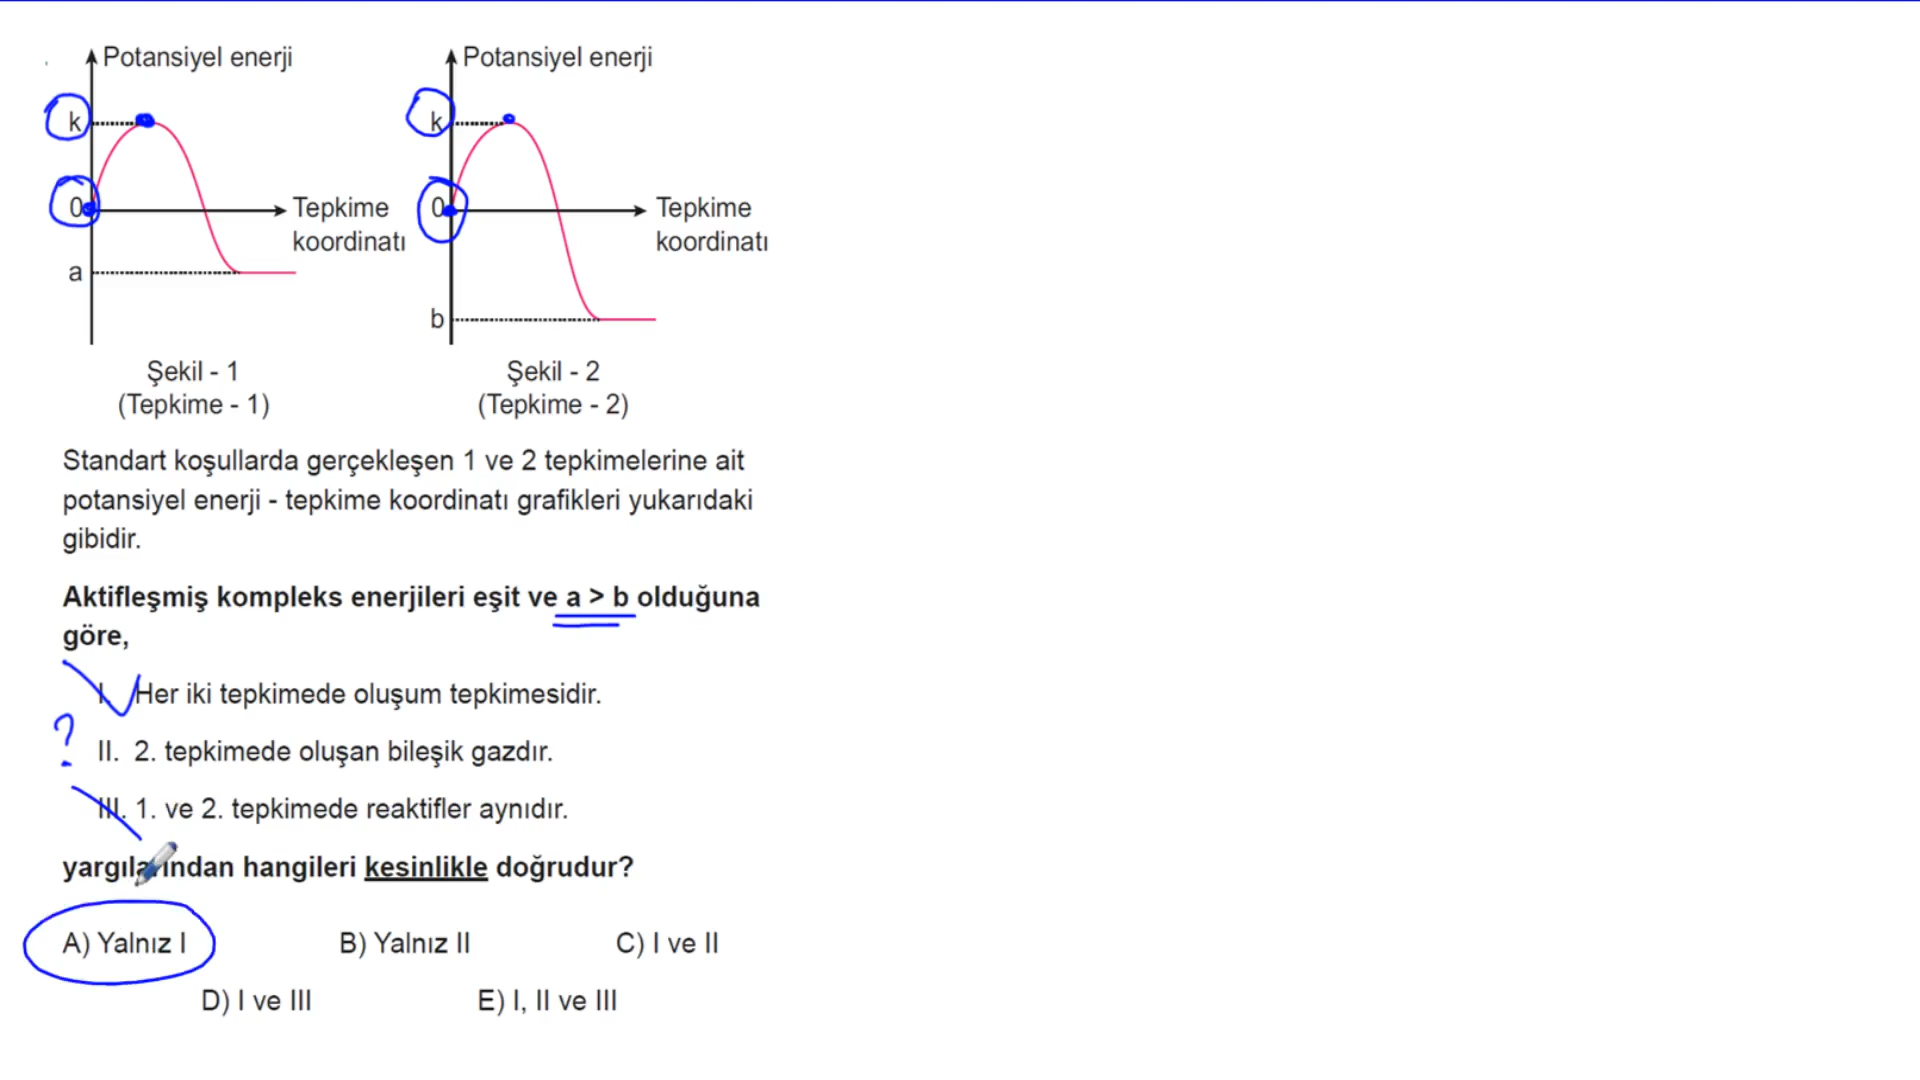 Potansiyel enerji
k
0
Tepkime
koordinatı
a
Şekil - 1
(Tepkime - 1)
Potansiyel enerji
k
0
Tepkime
koordinatı
b
Şekil - 2
(Tepkime - 2)
Standart koşullarda gerçekleşen 1 ve 2 tepkimelerine ait
potansiyel enerji - tepkime koordinatı grafikleri yukarıdaki
gibidir.
Aktifleşmiş kompleks enerjileri eşit ve a > b olduğuna
göre,
I. Her iki tepkimede oluşum tepkimesidir.
? II. 2. tepkimede oluşan bileşik gazdır.
III. 1. ve 2. tepkimede reaktifler aynıdır.
yargılarından hangileri kesinlikle doğrudur?
A) Yalnız I B) Yalnız II C) I ve II
D) I ve III E) I, II ve III